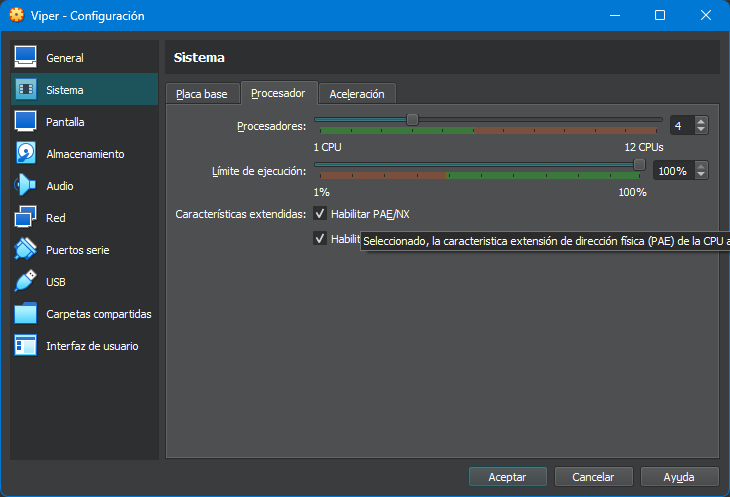 Viper - Configuración
General
Sistema
Pantalla
Almacenamiento
Audio
Red
Puertos serie
USB
Carpetas compartidas
Interfaz de usuario
Sistema
Placa base
Procesador
Aceleración
Procesadores:
4
1 CPU
12 CPUs
Límite de ejecución:
100%
1%
100%
Características extendidas:
Habilitar PAE/NX
Habilit
Seleccionado, la caracteristica extensión de dirección física (PAE) de la CPU a
Aceptar
Cancelar
Ayuda